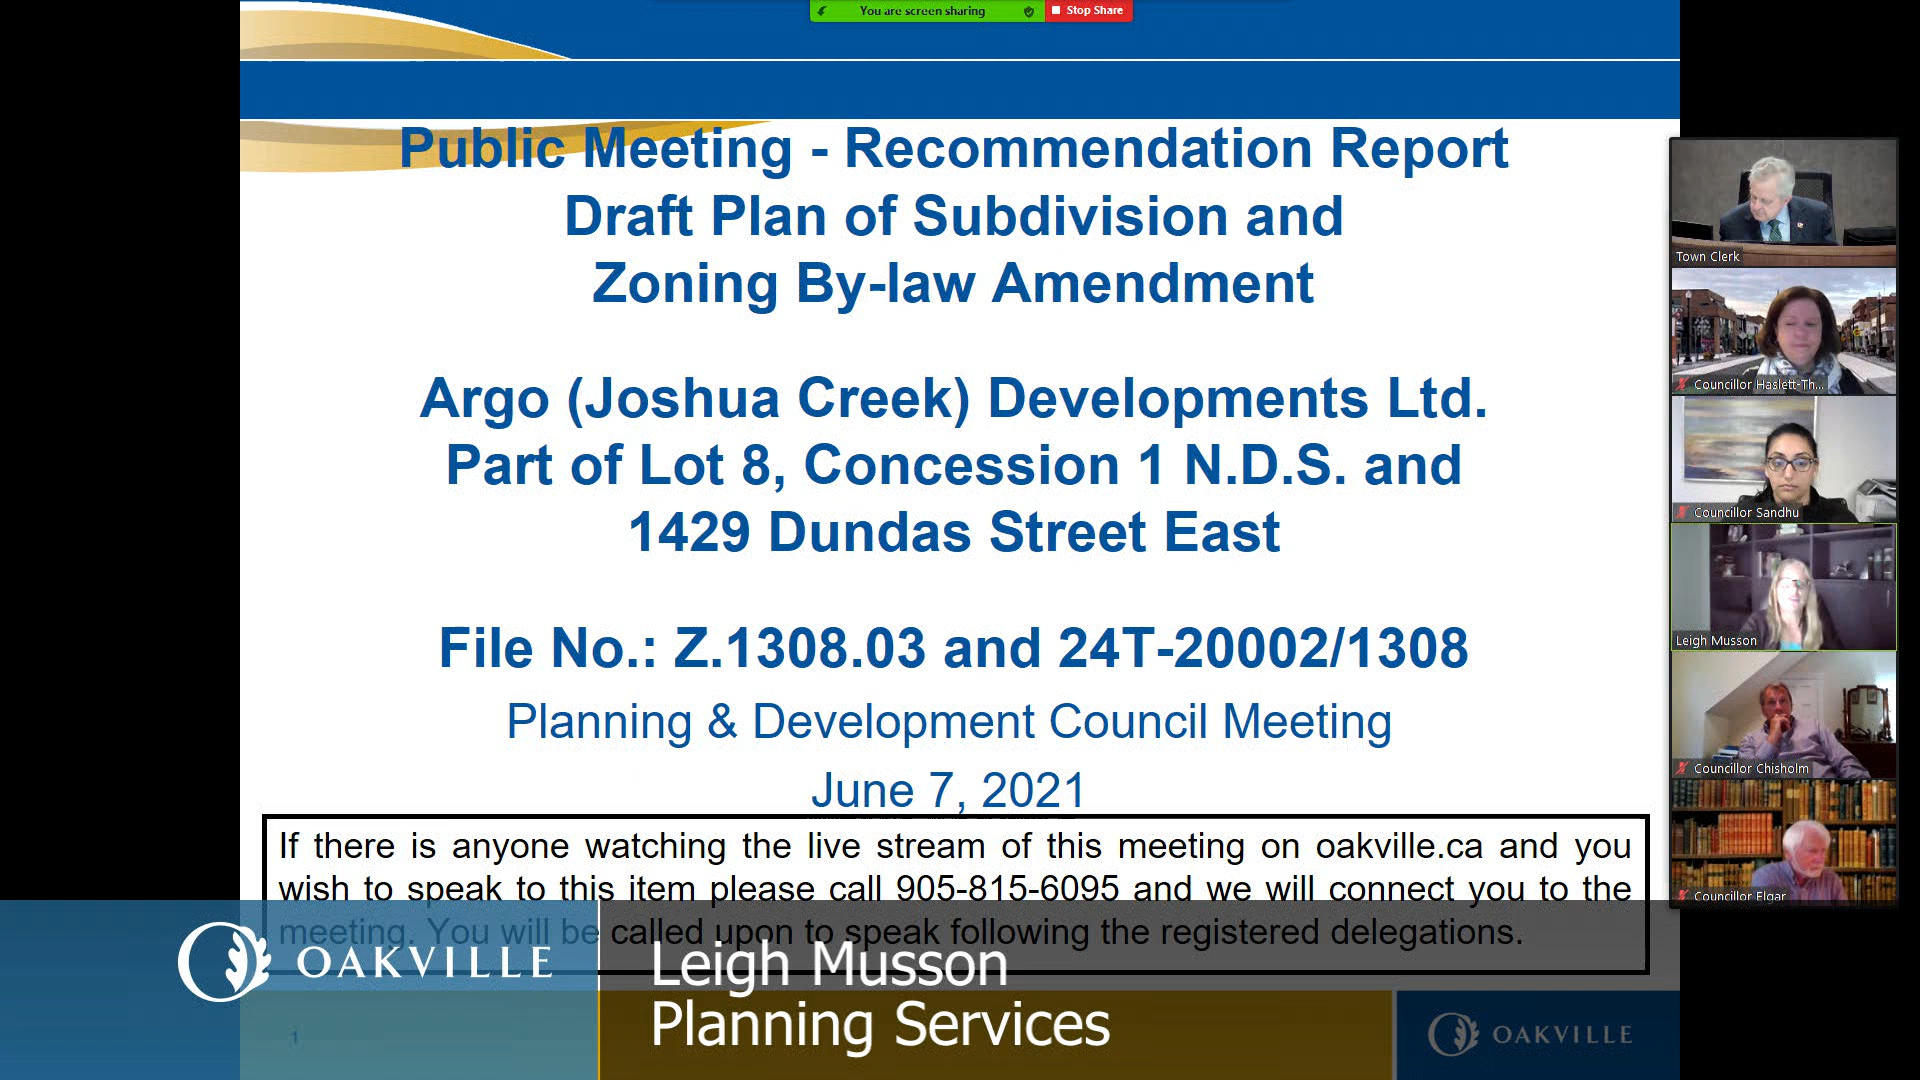 You are screen sharing
Stop Share
Public Meeting - Recommendation Report
Draft Plan of Subdivision and
Zoning By-law Amendment
Argo (Joshua Creek) Developments Ltd.
Part of Lot 8, Concession 1 N.D.S. and
1429 Dundas Street East
File No.: Z.1308.03 and 24T-20002/1308
Planning & Development Council Meeting
June 7, 2021
If there is anyone watching the live stream of this meeting on oakville.ca and you
wish to speak to this item please call 905-815-6095 and we will connect you to the
meeting. You will be called upon to speak following the registered delegations.
OAKVILLE
Leigh Musson
Planning Services
1
OAKVILLE
Town Clerk
Councillor Haslett-Th...
Councillor Sandhu
Leigh Musson
Councillor Chisholm
Councillor Elgar